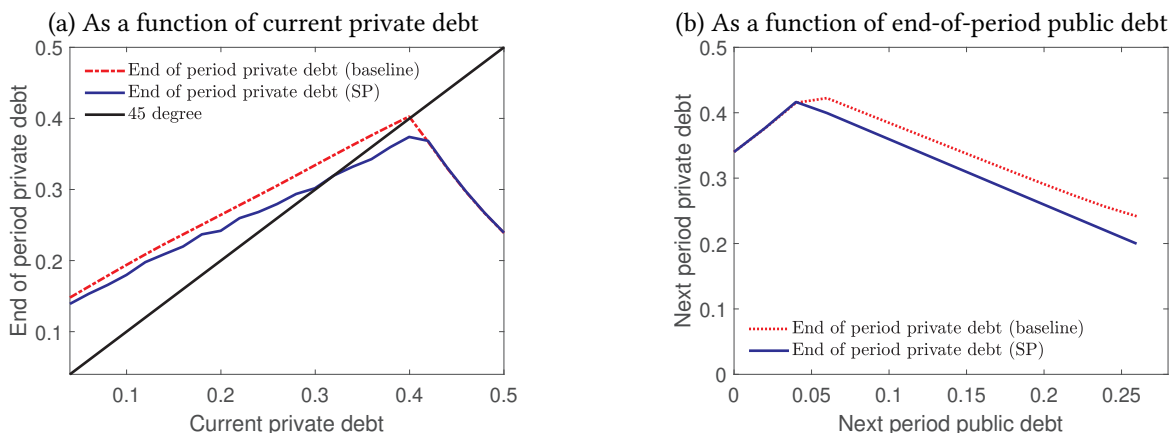 (a) As a function of current private debt
0.5
0.4
0.3
0.2
0.1
End of period private debt
End of period private debt (baseline)
End of period private debt (SP)
45 degree
0.1 0.2 0.3 0.4 0.5
Current private debt
(b) As a function of end-of-period public debt
0.5
0.4
0.3
0.2
0.1
0
Next period private debt
End of period private debt (baseline)
End of period private debt (SP)
0 0.05 0.1 0.15 0.2 0.25
Next period public debt